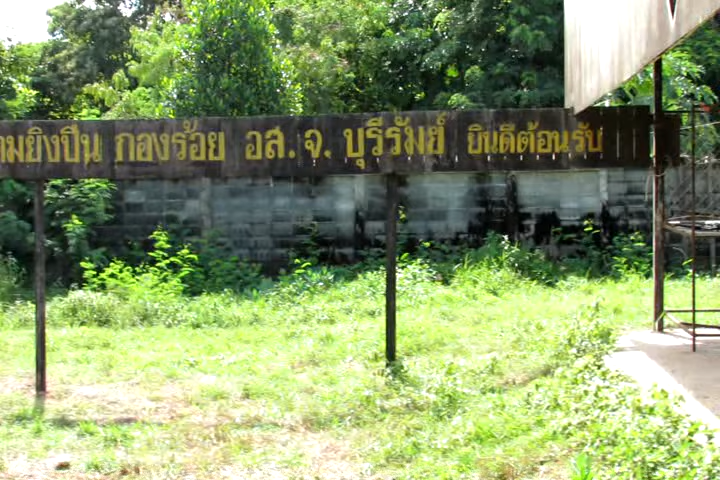 ามยิงปืน กองร้อย อส.จ. บุรีรัมย์ ยินดีต้อนรับ